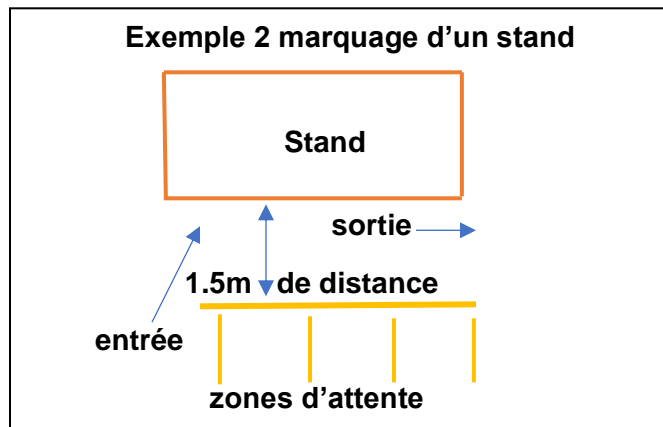 Exemple 2 marquage d’un stand
Stand
sortie
1.5m de distance
entrée
zones d’attente